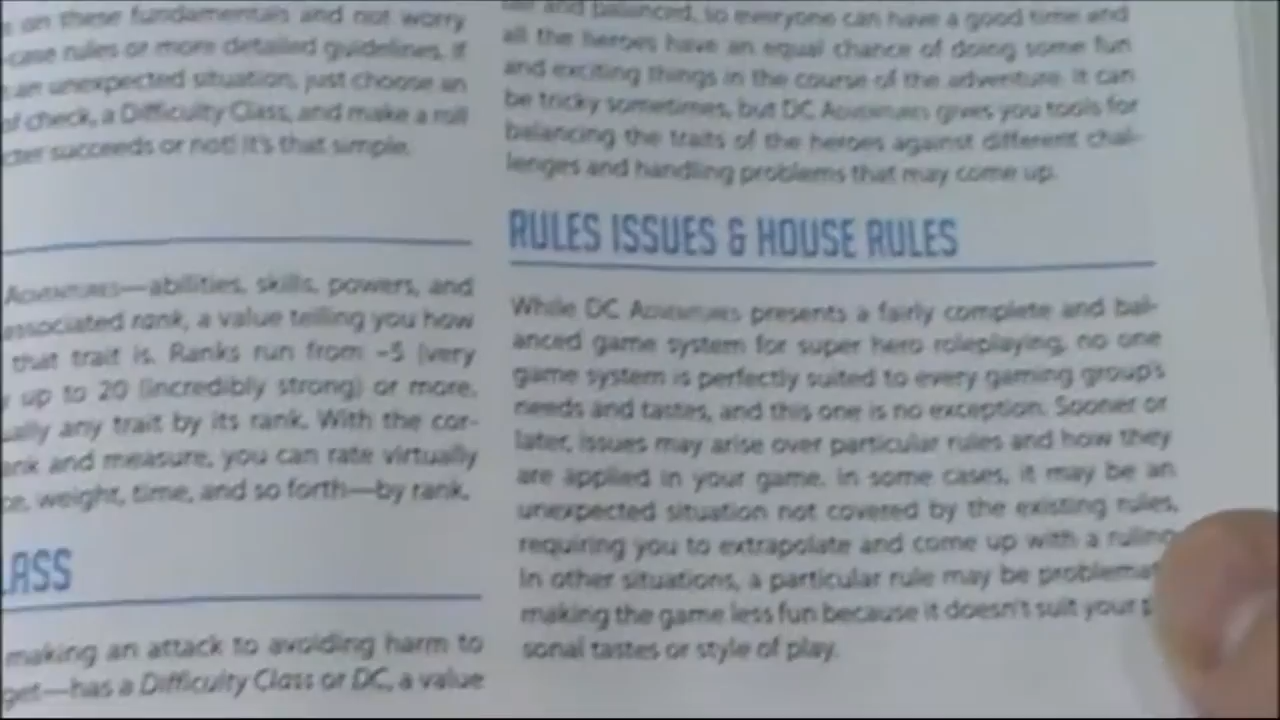 on these fundamentals and not worry
case rules or more detailed guidelines. If
an unexpected situation, just choose an
of check, a Difficulty Class, and make a roll
cter succeeds or not! It's that simple.
Adventures—abilities, skills, powers, and
associated rank, a value telling you how
that trait is. Ranks run from –5 (very
up to 20 (incredibly strong) or more.
ally any trait by its rank. With the cor-
ank and measure, you can rate virtually
ce, weight, time, and so forth—by rank.
LASS
making an attack to avoiding harm to
get—has a Difficulty Class or DC, a value
and balanced, so everyone can have a good time and
all the heroes have an equal chance of doing some fun
and exciting things in the course of the adventure. It can
be tricky sometimes, but DC Adventures gives you tools for
balancing the traits of the heroes against different chal-
lenges and handling problems that may come up.
RULES ISSUES & HOUSE RULES
While DC Adventures presents a fairly complete and bal-
anced game system for super hero roleplaying, no one
game system is perfectly suited to every gaming group's
needs and tastes, and this one is no exception. Sooner or
later, issues may arise over particular rules and how they
are applied in your game. In some cases, it may be an
unexpected situation not covered by the existing rules,
requiring you to extrapolate and come up with a ruling.
In other situations, a particular rule may be problemat
making the game less fun because it doesn't suit your
sonal tastes or style of play.